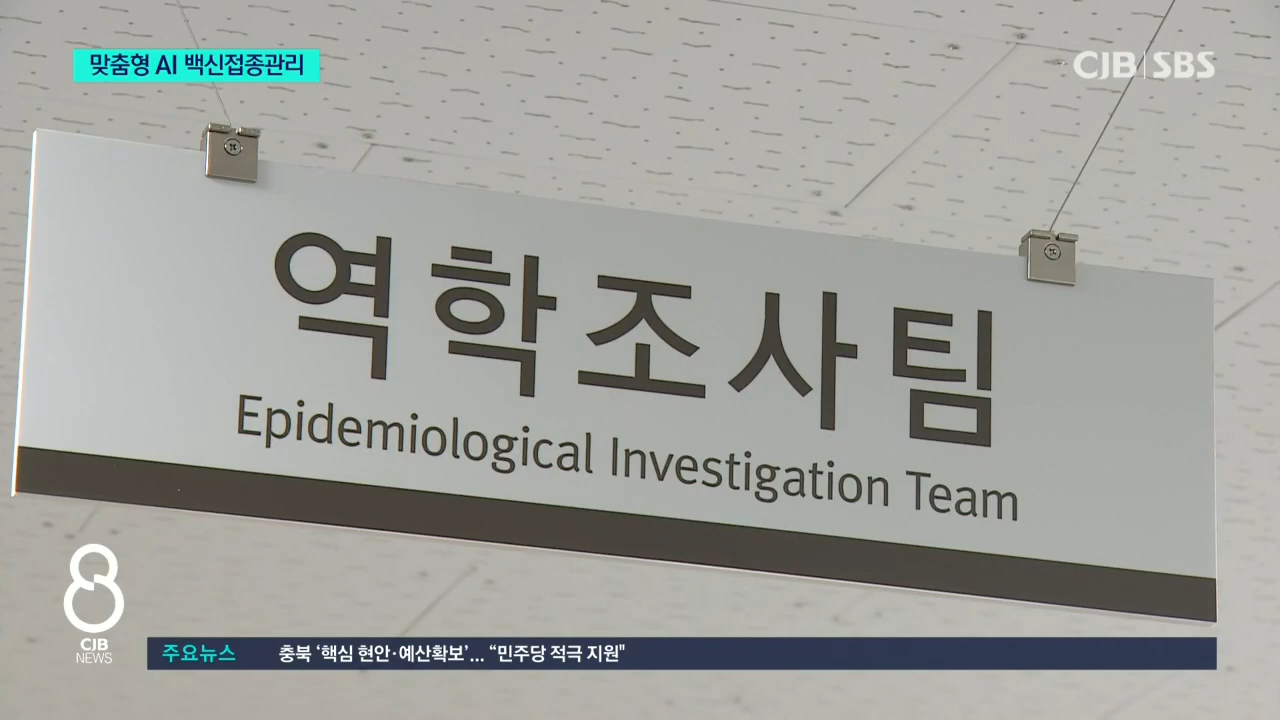 맞춤형 AI 백신접종관리
CJB SBS
역학조사팀
Epidemiological Investigation Team
8
CJB
NEWS
주요뉴스 충북 ‘핵심 현안·예산확보’... “민주당 적극 지원"